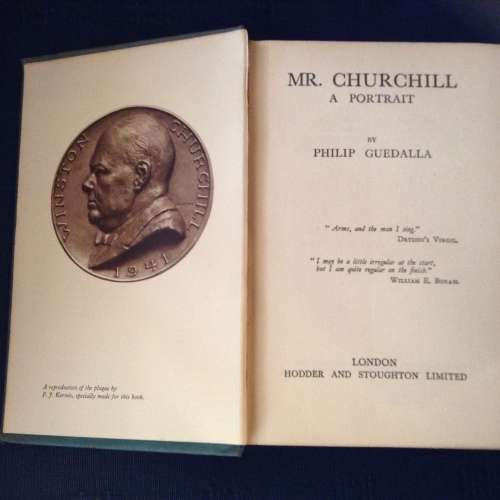 WINSTON CHURCHILL
1941
A reproduction of the plaque by
F. J. Kormis, specially made for this book.
MR. CHURCHILL
A PORTRAIT
BY
PHILIP GUEDALLA
" Arms, and the man I sing."
DRYDEN'S VIRGIL.
" I may be a little irregular at the start,
but I am quite regular on the finish."
WILLIAM E. BURAH.
LONDON
HODDER AND STOUGHTON LIMITED